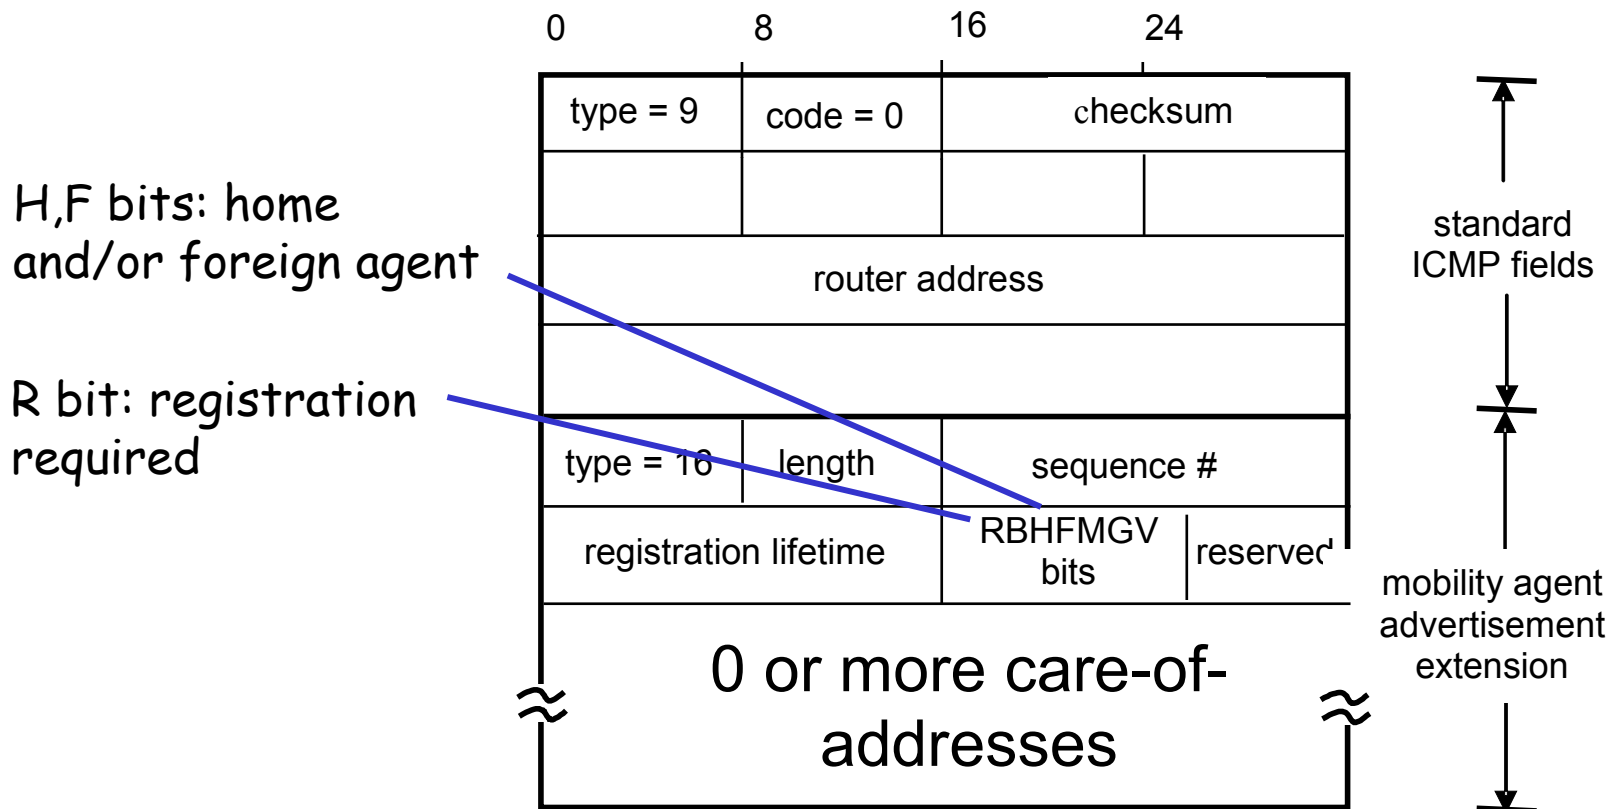 0 8 16 24
type = 9 code = 0 checksum
H,F bits: home
and/or foreign agent
standard
ICMP fields
router address
R bit: registration
required
type = 16 length sequence #
registration lifetime
RBHFMGV
bits
reserved
mobility agent
advertisement
extension
0 or more care-of-
addresses